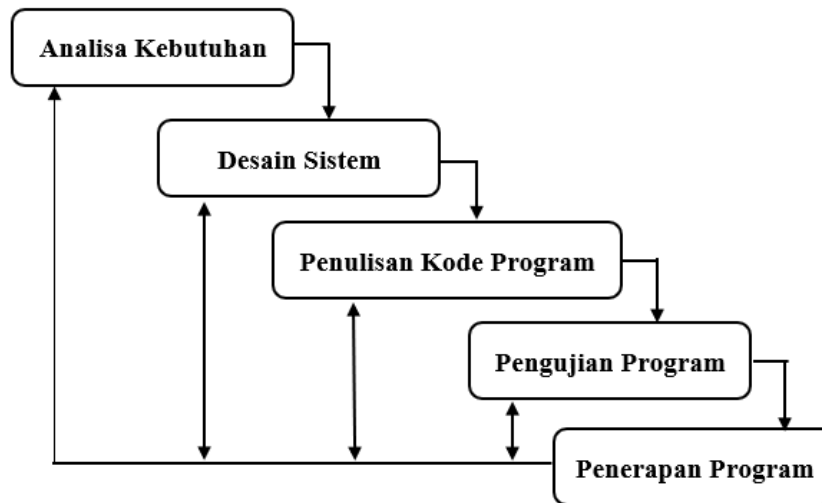 Analisa Kebutuhan
Desain Sistem
Penulisan Kode Program
Pengujian Program
Penerapan Program